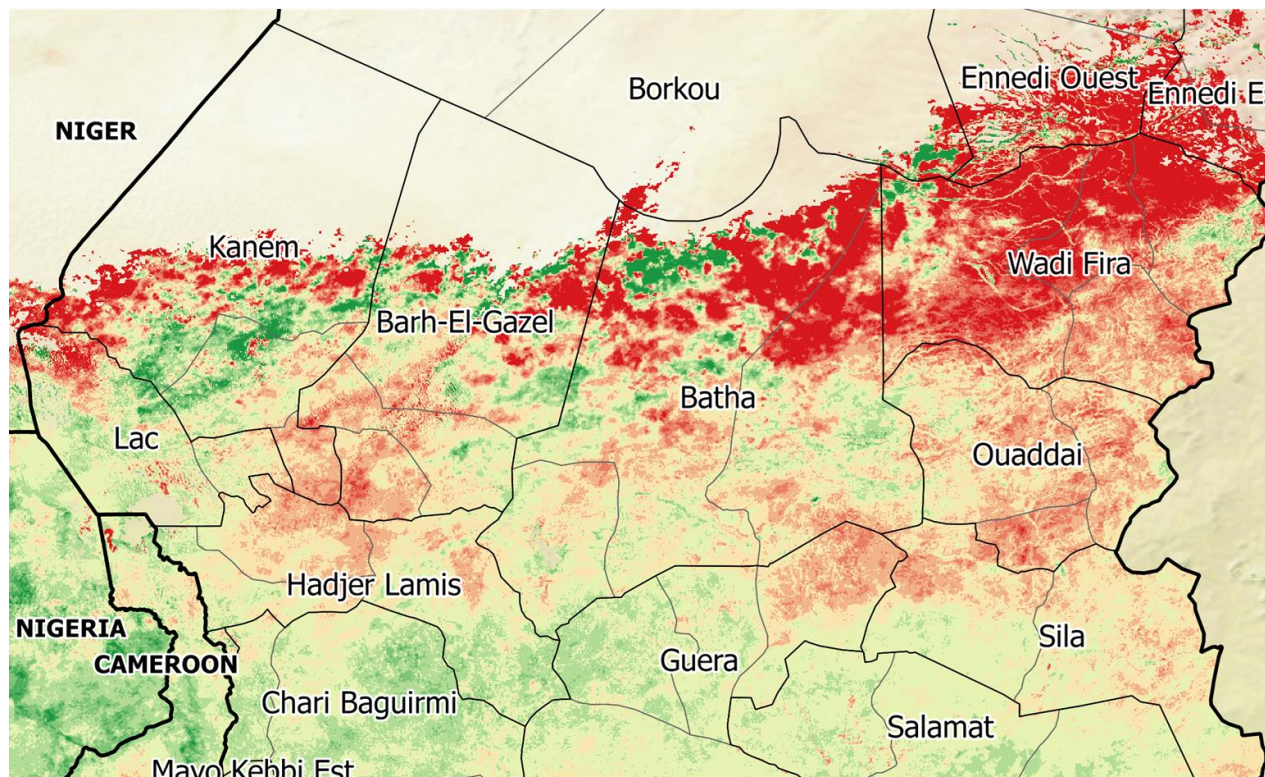 Borkou
Ennedi Ouest
Ennedi Es
NIGER
Kanem
Wadi Fira
Barh-El-Gazel
Batha
Lac
Ouaddai
Hadjer Lamis
NIGERIA
Sila
CAMEROON
Guera
Chari Baguirmi
Salamat
Mayo Kebbi Est